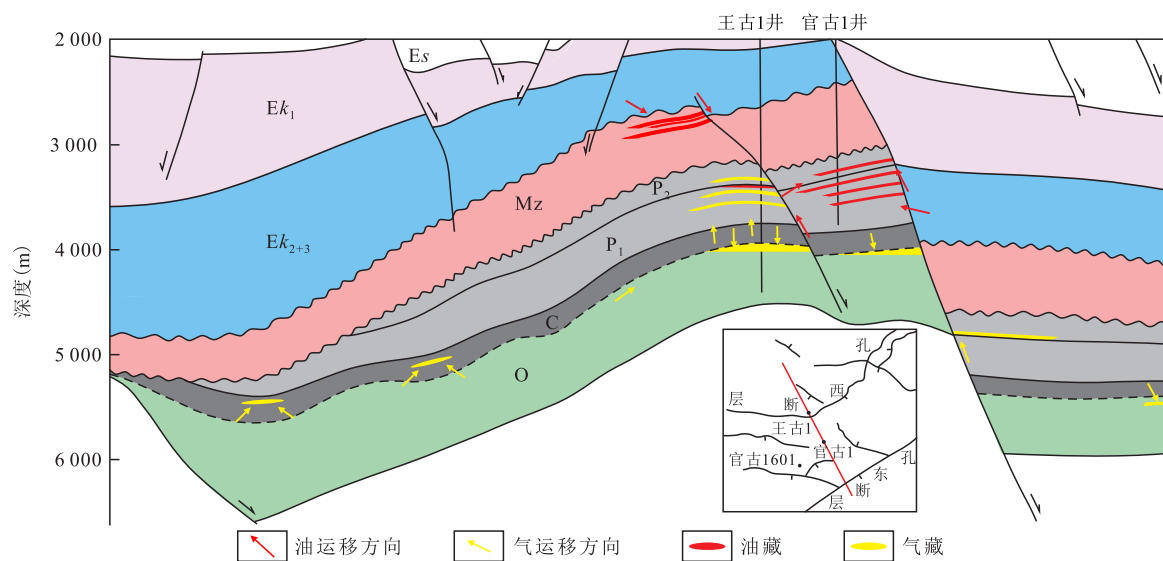 王古1井 官古1井
2 000
Es
Ek1
3 000
P2
Mz
P1
Ek2+3
4 000
深度(m)
C
5 000
O
6 000
孔
西
层
断
王古1
官古1
官古1601
孔
东
断
层
油运移方向
气运移方向
油藏
气藏